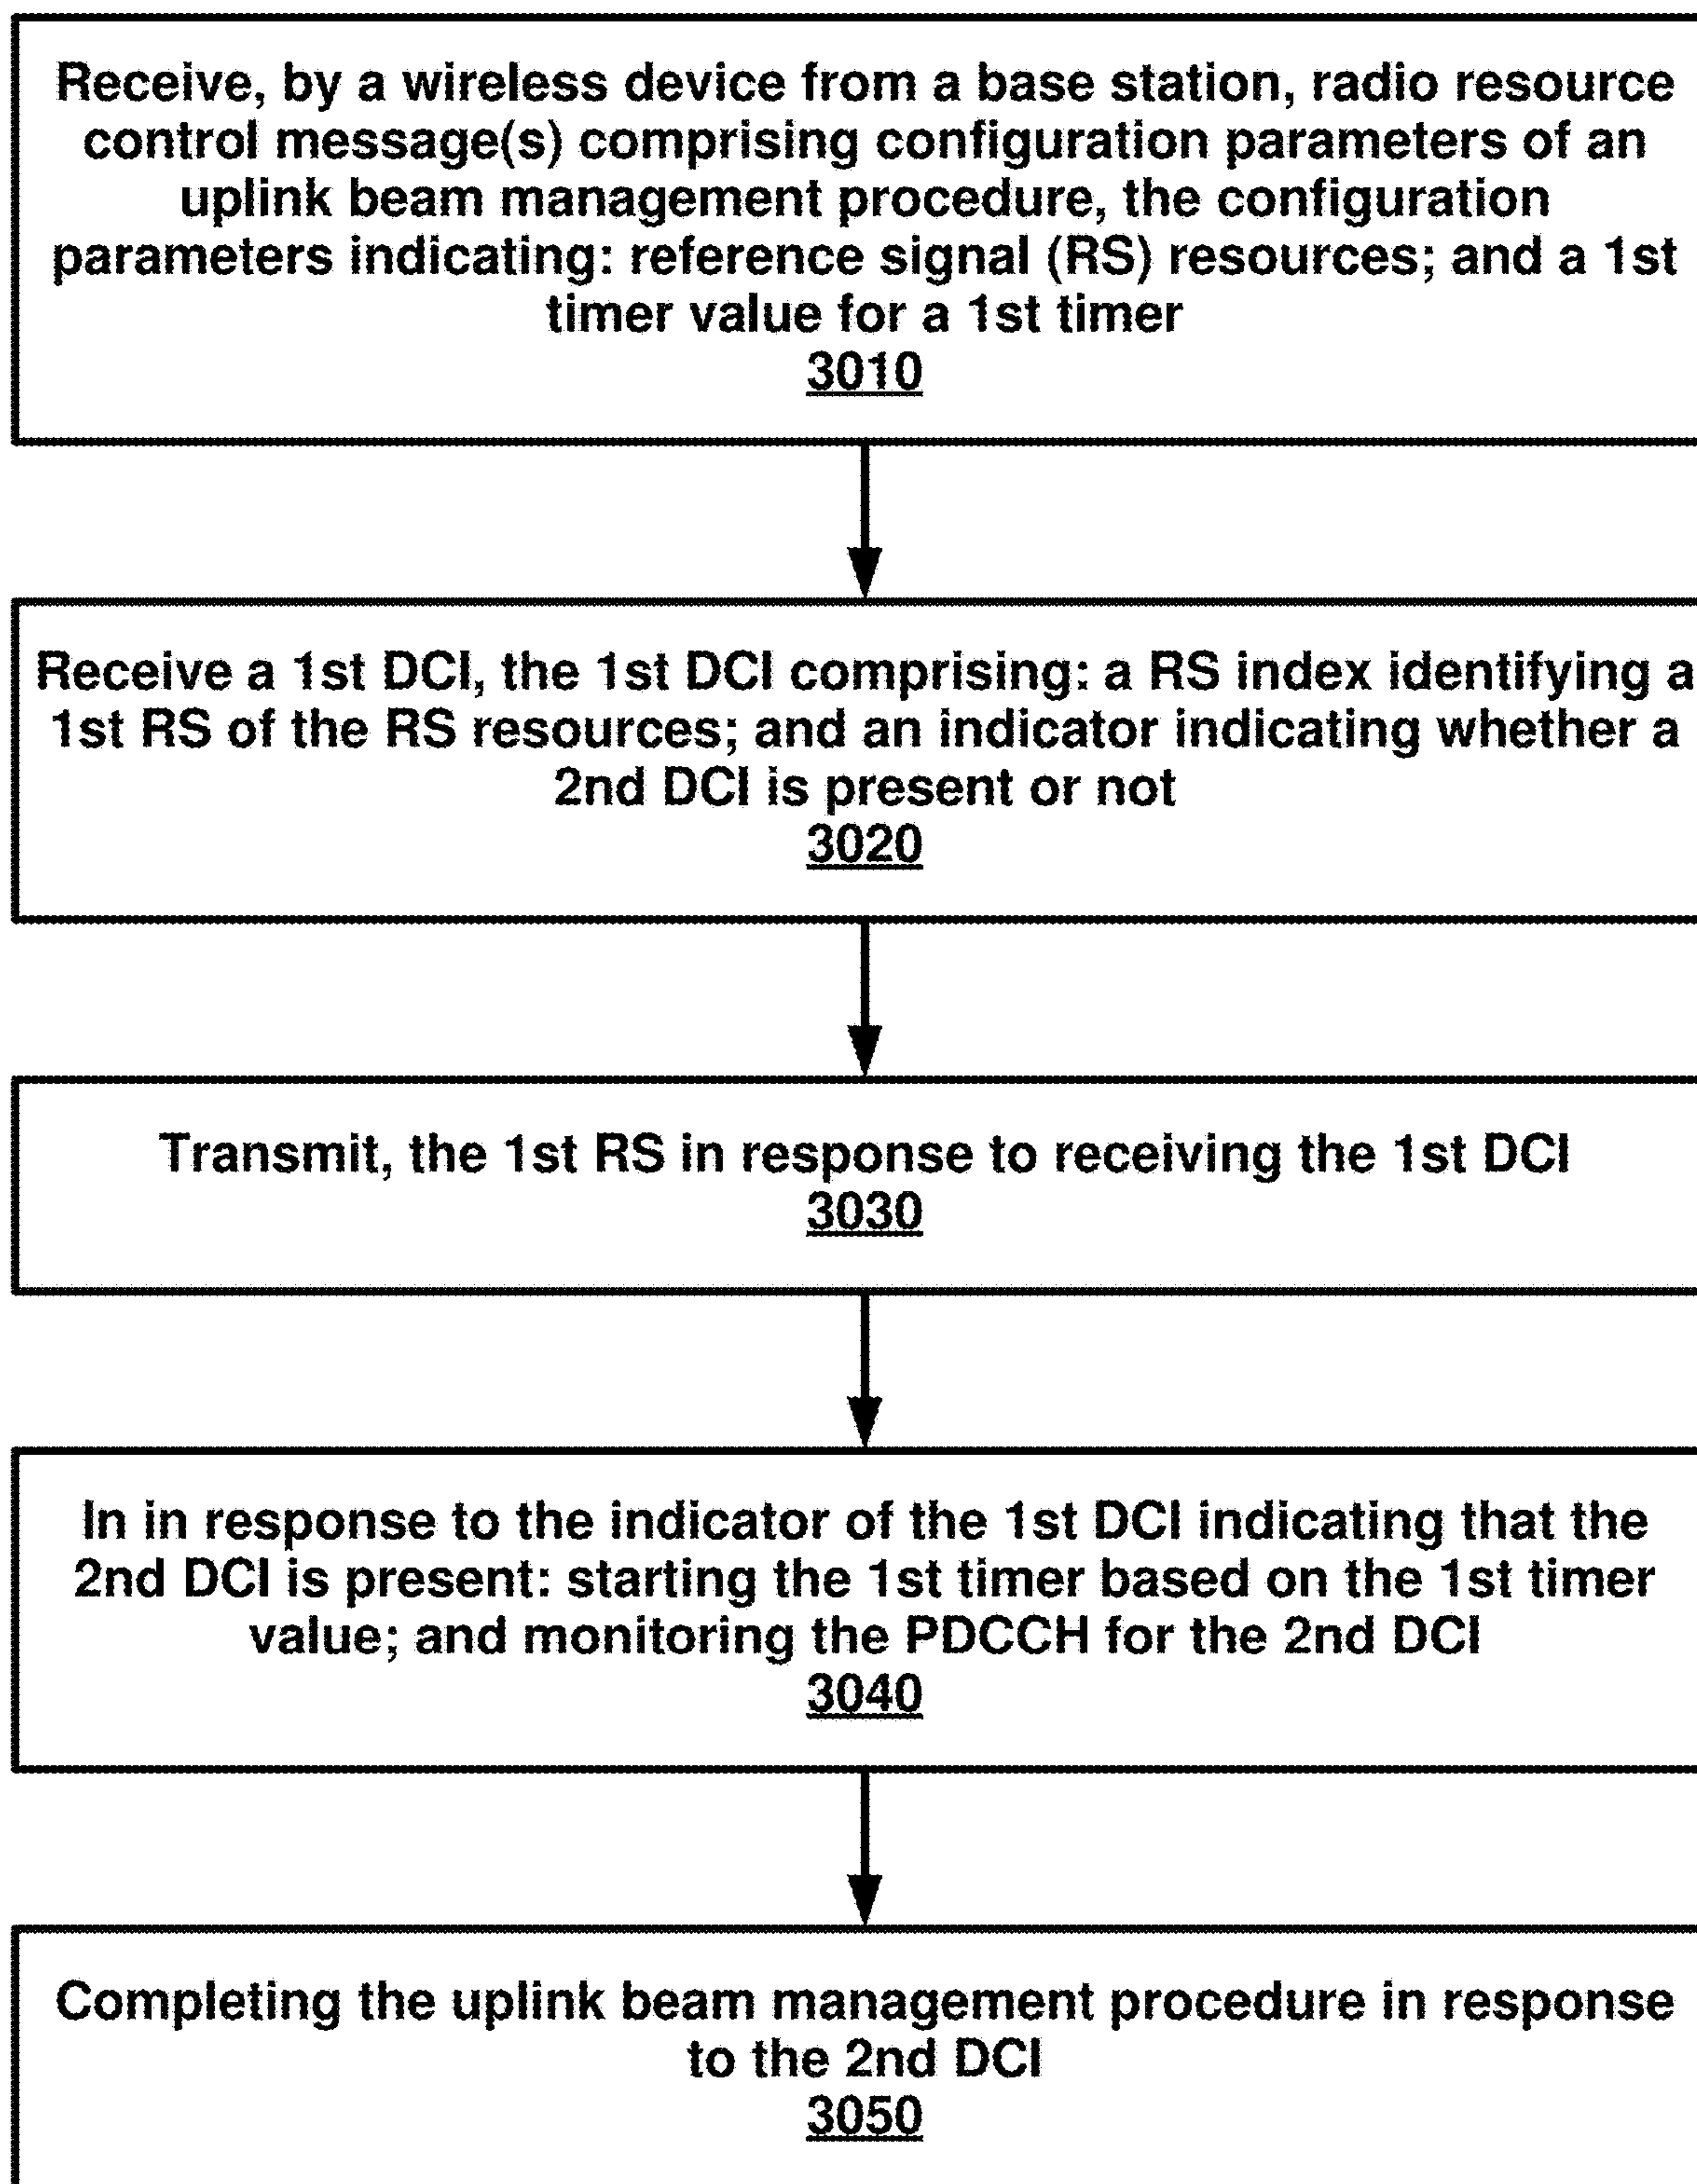 Receive, by a wireless device from a base station, radio resource
control message(s) comprising configuration parameters of an
uplink beam management procedure, the configuration
parameters indicating: reference signal (RS) resources; and a 1st
timer value for a 1st timer
3010
Receive a 1st DCI, the 1st DCI comprising: a RS index identifying a
1st RS of the RS resources; and an indicator indicating whether a
2nd DCI is present or not
3020
Transmit, the 1st RS in response to receiving the 1st DCI
3030
In in response to the indicator of the 1st DCI indicating that the
2nd DCI is present: starting the 1st timer based on the 1st timer
value; and monitoring the PDCCH for the 2nd DCI
3040
Completing the uplink beam management procedure in response
to the 2nd DCI
3050